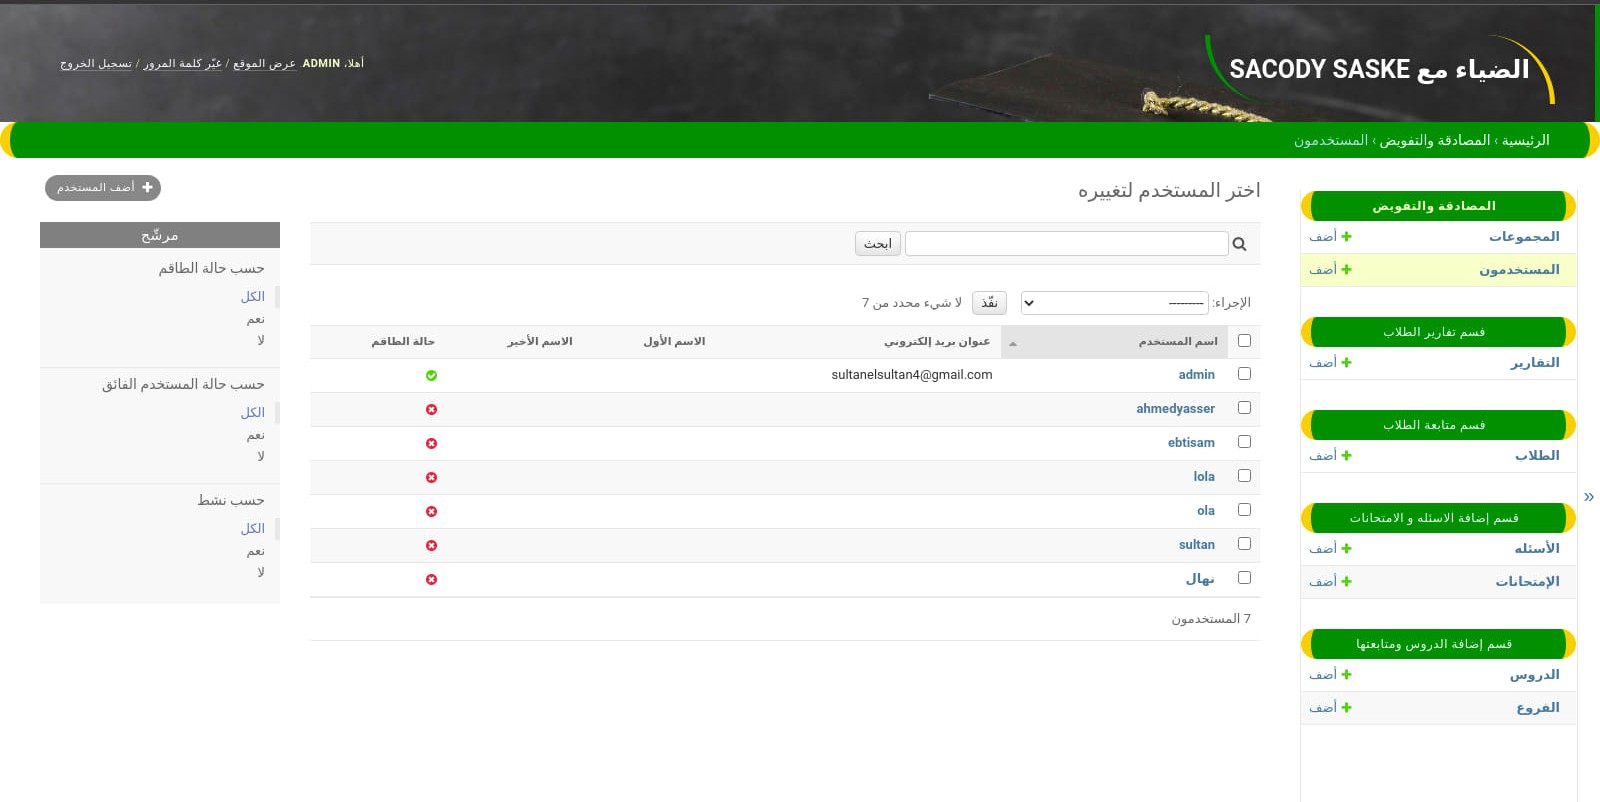 الضياء مع SACODY SASKE
أهلا، ADMIN. عرض الموقع / غيّر كلمة المرور / تسجيل الخروج
الرئيسية › المصادقة والتفويض › المستخدمون
المصادقة والتفويض
المجموعات + أضف
المستخدمون + أضف
قسم تقارير الطلاب
التقارير + أضف
قسم متابعة الطلاب
الطلاب + أضف
قسم إضافة الاسئله و الامتحانات
الأسئله + أضف
الإمتحانات + أضف
قسم إضافة الدروس ومتابعتها
الدروس + أضف
الفروع + أضف
»
اختر المستخدم لتغييره
أضف المستخدم +
ابحث
الإجراء: --------- نفّذ لا شيء محدد من 7
اسم المستخدم عنوان بريد إلكتروني الاسم الأول الاسم الأخير حالة الطاقم
admin sultanelsultan4@gmail.com
ahmedyasser
ebtisam
lola
ola
sultan
نهال
7 المستخدمون
مرشّح
حسب حالة الطاقم
الكل
نعم
لا
حسب حالة المستخدم الفائق
الكل
نعم
لا
حسب نشط
الكل
نعم
لا